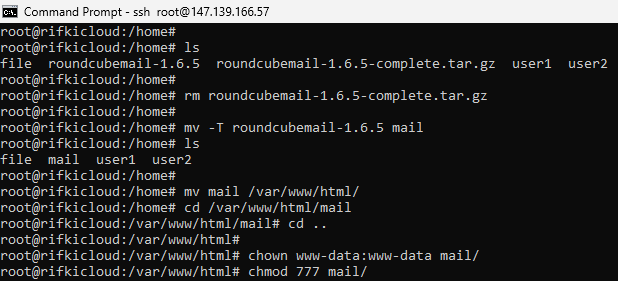 Command Prompt - ssh  root@147.139.166.57
root@rifkicloud:/home#
root@rifkicloud:/home# ls
file  roundcubemail-1.6.5  roundcubemail-1.6.5-complete.tar.gz  user1  user2
root@rifkicloud:/home#
root@rifkicloud:/home# rm roundcubemail-1.6.5-complete.tar.gz
root@rifkicloud:/home#
root@rifkicloud:/home# mv -T roundcubemail-1.6.5 mail
root@rifkicloud:/home# ls
file  mail  user1  user2
root@rifkicloud:/home#
root@rifkicloud:/home# mv mail /var/www/html/
root@rifkicloud:/home# cd /var/www/html/mail
root@rifkicloud:/var/www/html/mail# cd ..
root@rifkicloud:/var/www/html#
root@rifkicloud:/var/www/html# chown www-data:www-data mail/
root@rifkicloud:/var/www/html# chmod 777 mail/